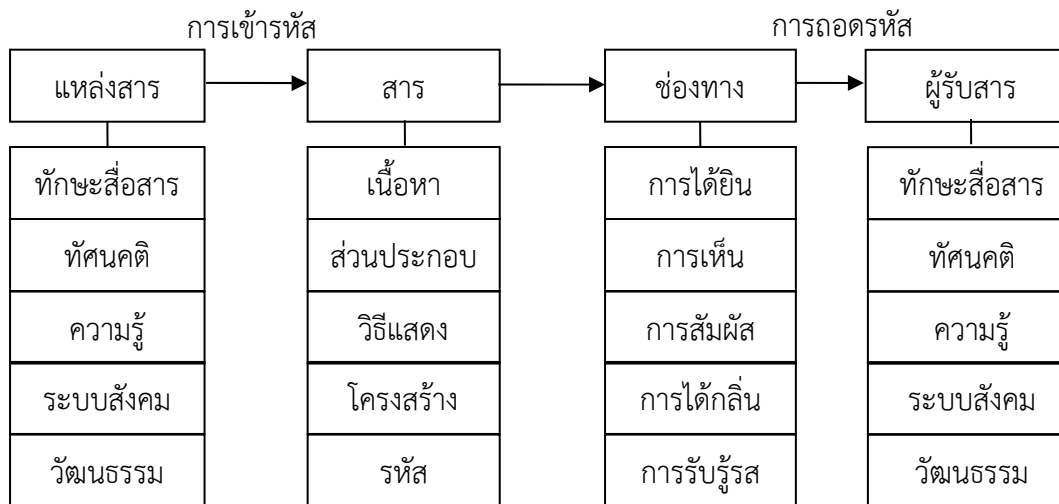 การเข้ารหัส การถอดรหัส
แหล่งสาร สาร ช่องทาง ผู้รับสาร
ทักษะสื่อสาร เนื้อหา การได้ยิน ทักษะสื่อสาร
ทัศนคติ ส่วนประกอบ การเห็น ทัศนคติ
ความรู้ วิธีแสดง การสัมผัส ความรู้
ระบบสังคม โครงสร้าง การได้กลิ่น ระบบสังคม
วัฒนธรรม รหัส การรับรู้รส วัฒนธรรม